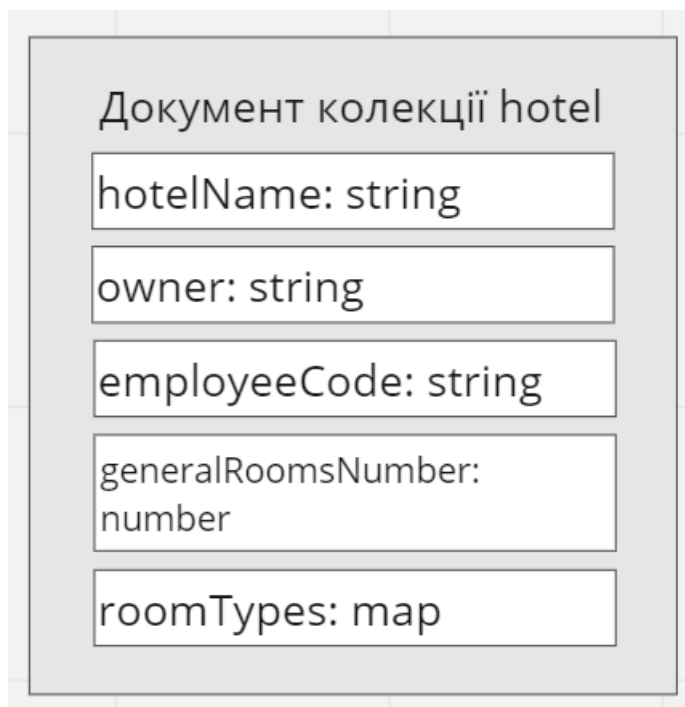 Документ колекції hotel
hotelName: string
owner: string
employeeCode: string
generalRoomsNumber:
number
roomTypes: map